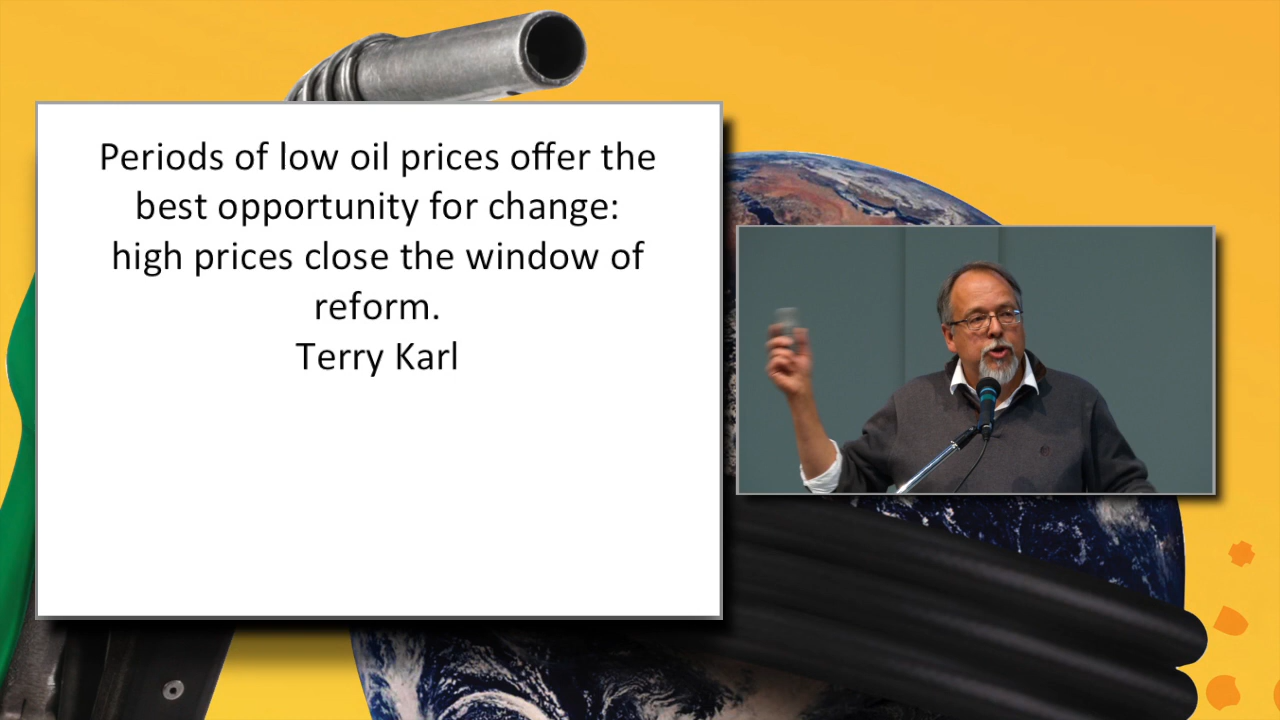 Periods of low oil prices offer the
best opportunity for change:
high prices close the window of
reform.
Terry Karl